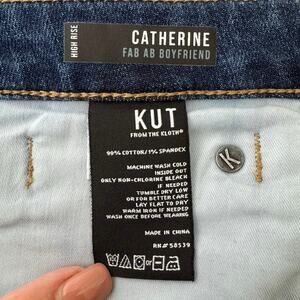 HIGH RISE
CATHERINE
FAB AB BOYFRIEND
KUT
FROM THE KLOTH®
99% COTTON/1% SPANDEX
MACHINE WASH COLD
INSIDE OUT
ONLY NON-CHLORINE BLEACH
IF NEEDED
TUMBLE DRY LOW
OR FOR BETTER CARE
LAY FLAT TO DRY
WARM IRON IF NEEDED
WASH ONCE BEFORE WEARING
MADE IN CHINA
RN# 58539
OR
K